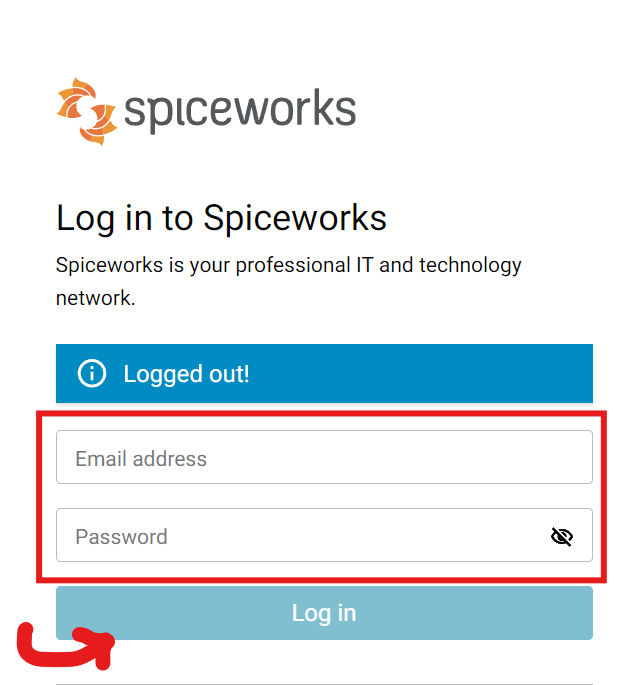 spiceworks
Log in to Spiceworks
Spiceworks is your professional IT and technology
network.
Logged out!
Email address
Password
Log in